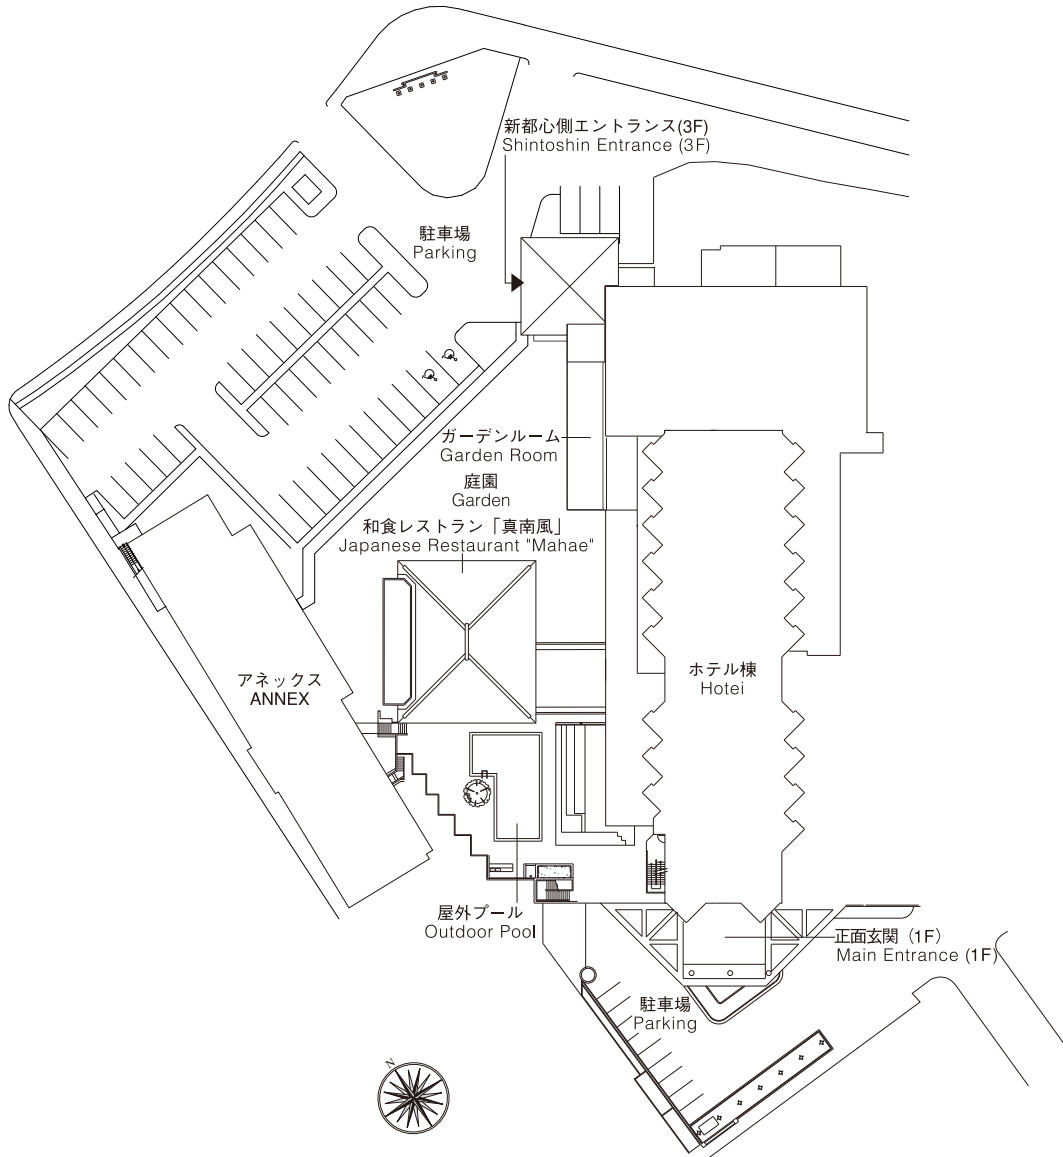 新都心側エントランス(3F)
Shintoshin Entrance (3F)
駐車場
Parking
ガーデンルーム
Garden Room
庭園
Garden
和食レストラン「真南風」
Japanese Restaurant "Mahae"
アネックス
ANNEX
ホテル棟
Hotei
屋外プール
Outdoor Pool
正面玄関（1F）
Main Entrance (1F)
駐車場
Parking
N